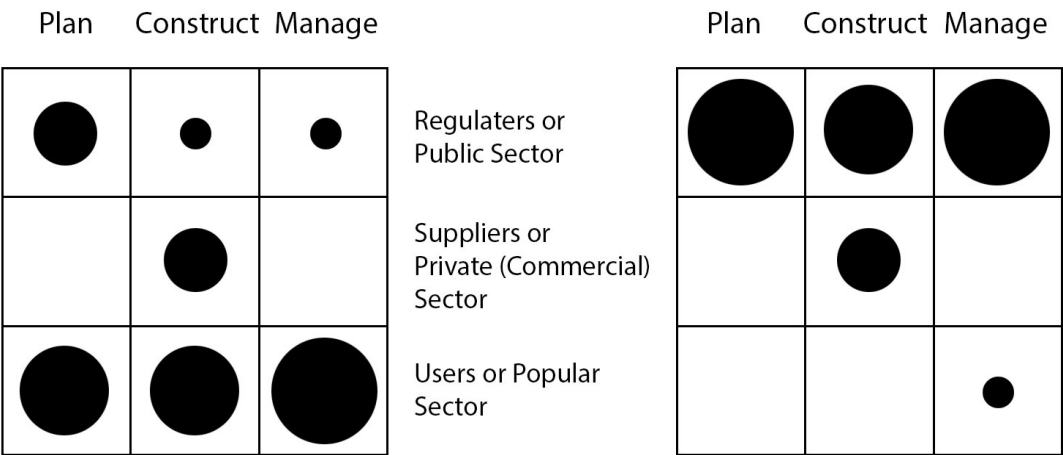 Plan Construct Manage Plan Construct Manage
Regulaters or
Public Sector
Suppliers or
Private (Commercial)
Sector
Users or Popular
Sector